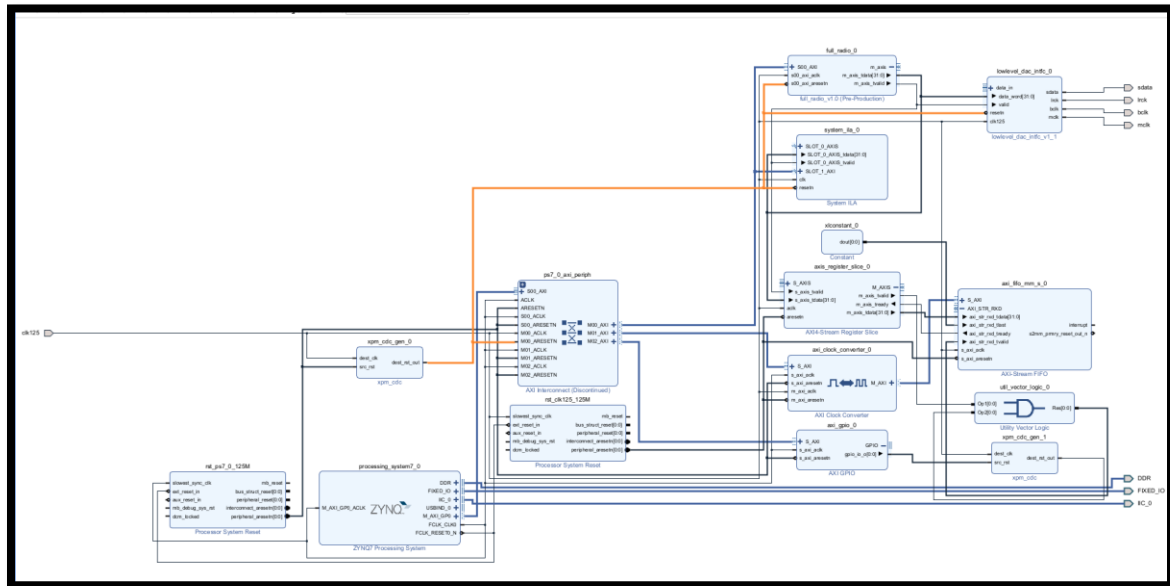 full_radio_0
S00_AXI
s00_axi_aclk
s00_axi_aresetn
m_axis
m_axis_tdata[31:0]
m_axis_tvalid
full_radio_v1.0 (Pre-Production)
lowlevel_dac_intfc_0
data_in
data_word[31:0]
valid
resetn
clk125
sdata
lrck
bclk
mclk
lowlevel_dac_intfc_v1_1
sdata
lrck
bclk
mclk
system_ila_0
SLOT_0_AXIS
SLOT_0_AXIS_tdata[31:0]
SLOT_0_AXIS_tvalid
SLOT_1_AXI
clk
resetn
System ILA
xlconstant_0
dout[0:0]
Constant
ps7_0_axi_periph
S00_AXI
ACLK
ARESETN
S00_ACLK
S00_ARESETN
M00_ACLK
M00_ARESETN
M01_ACLK
M01_ARESETN
M02_ACLK
M02_ARESETN
M00_AXI
M01_AXI
M02_AXI
AXI Interconnect (Discontinued)
axis_register_slice_0
S_AXIS
s_axis_tvalid
s_axis_tdata[31:0]
aclk
aresetn
M_AXIS
m_axis_tvalid
m_axis_tready
m_axis_tdata[31:0]
AXI4-Stream Register Slice
axi_fifo_mm_s_0
S_AXI
AXI_STR_RXD
axi_str_rxd_tdata[31:0]
axi_str_rxd_tlast
axi_str_rxd_tready
axi_str_rxd_tvalid
s_axi_aclk
s_axi_aresetn
interrupt
s2mm_prmry_reset_out_n
AXI-Stream FIFO
clk125
xpm_cdc_gen_0
dest_clk
src_rst
dest_rst_out
xpm_cdc
axi_clock_converter_0
S_AXI
s_axi_aclk
s_axi_aresetn
m_axi_aclk
m_axi_aresetn
M_AXI
AXI Clock Converter
util_vector_logic_0
Op1[0:0]
Op2[0:0]
Res[0:0]
Utility Vector Logic
rst_clk125_125M
slowest_sync_clk
ext_reset_in
aux_reset_in
mb_debug_sys_rst
dcm_locked
mb_reset
bus_struct_reset[0:0]
peripheral_reset[0:0]
interconnect_aresetn[0:0]
peripheral_aresetn[0:0]
Processor System Reset
axi_gpio_0
S_AXI
s_axi_aclk
s_axi_aresetn
GPIO
gpio_io_o[0:0]
AXI GPIO
xpm_cdc_gen_1
dest_clk
src_rst
dest_rst_out
xpm_cdc
rst_ps7_0_125M
slowest_sync_clk
ext_reset_in
aux_reset_in
mb_debug_sys_rst
dcm_locked
mb_reset
bus_struct_reset[0:0]
peripheral_reset[0:0]
interconnect_aresetn[0:0]
peripheral_aresetn[0:0]
Processor System Reset
processing_system7_0
M_AXI_GP0_ACLK
ZYNQ
DDR
FIXED_IO
IIC_0
USBIND_0
M_AXI_GP0
FCLK_CLK0
FCLK_RESET0_N
ZYNQ7 Processing System
DDR
FIXED_IO
IIC_0